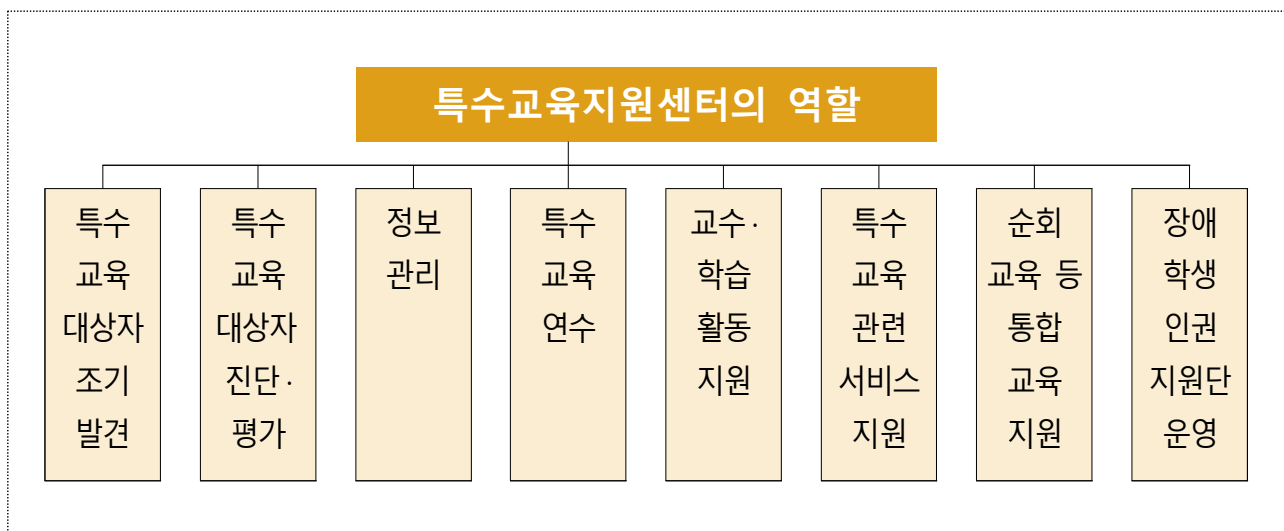 특수교육지원센터의 역할
특수
교육
대상자
조기
발견
특수
교육
대상자
진단·
평가
정보
관리
특수
교육
연수
교수·
학습
활동
지원
특수
교육
관련
서비스
지원
순회
교육 등
통합
교육
지원
장애
학생
인권
지원단
운영